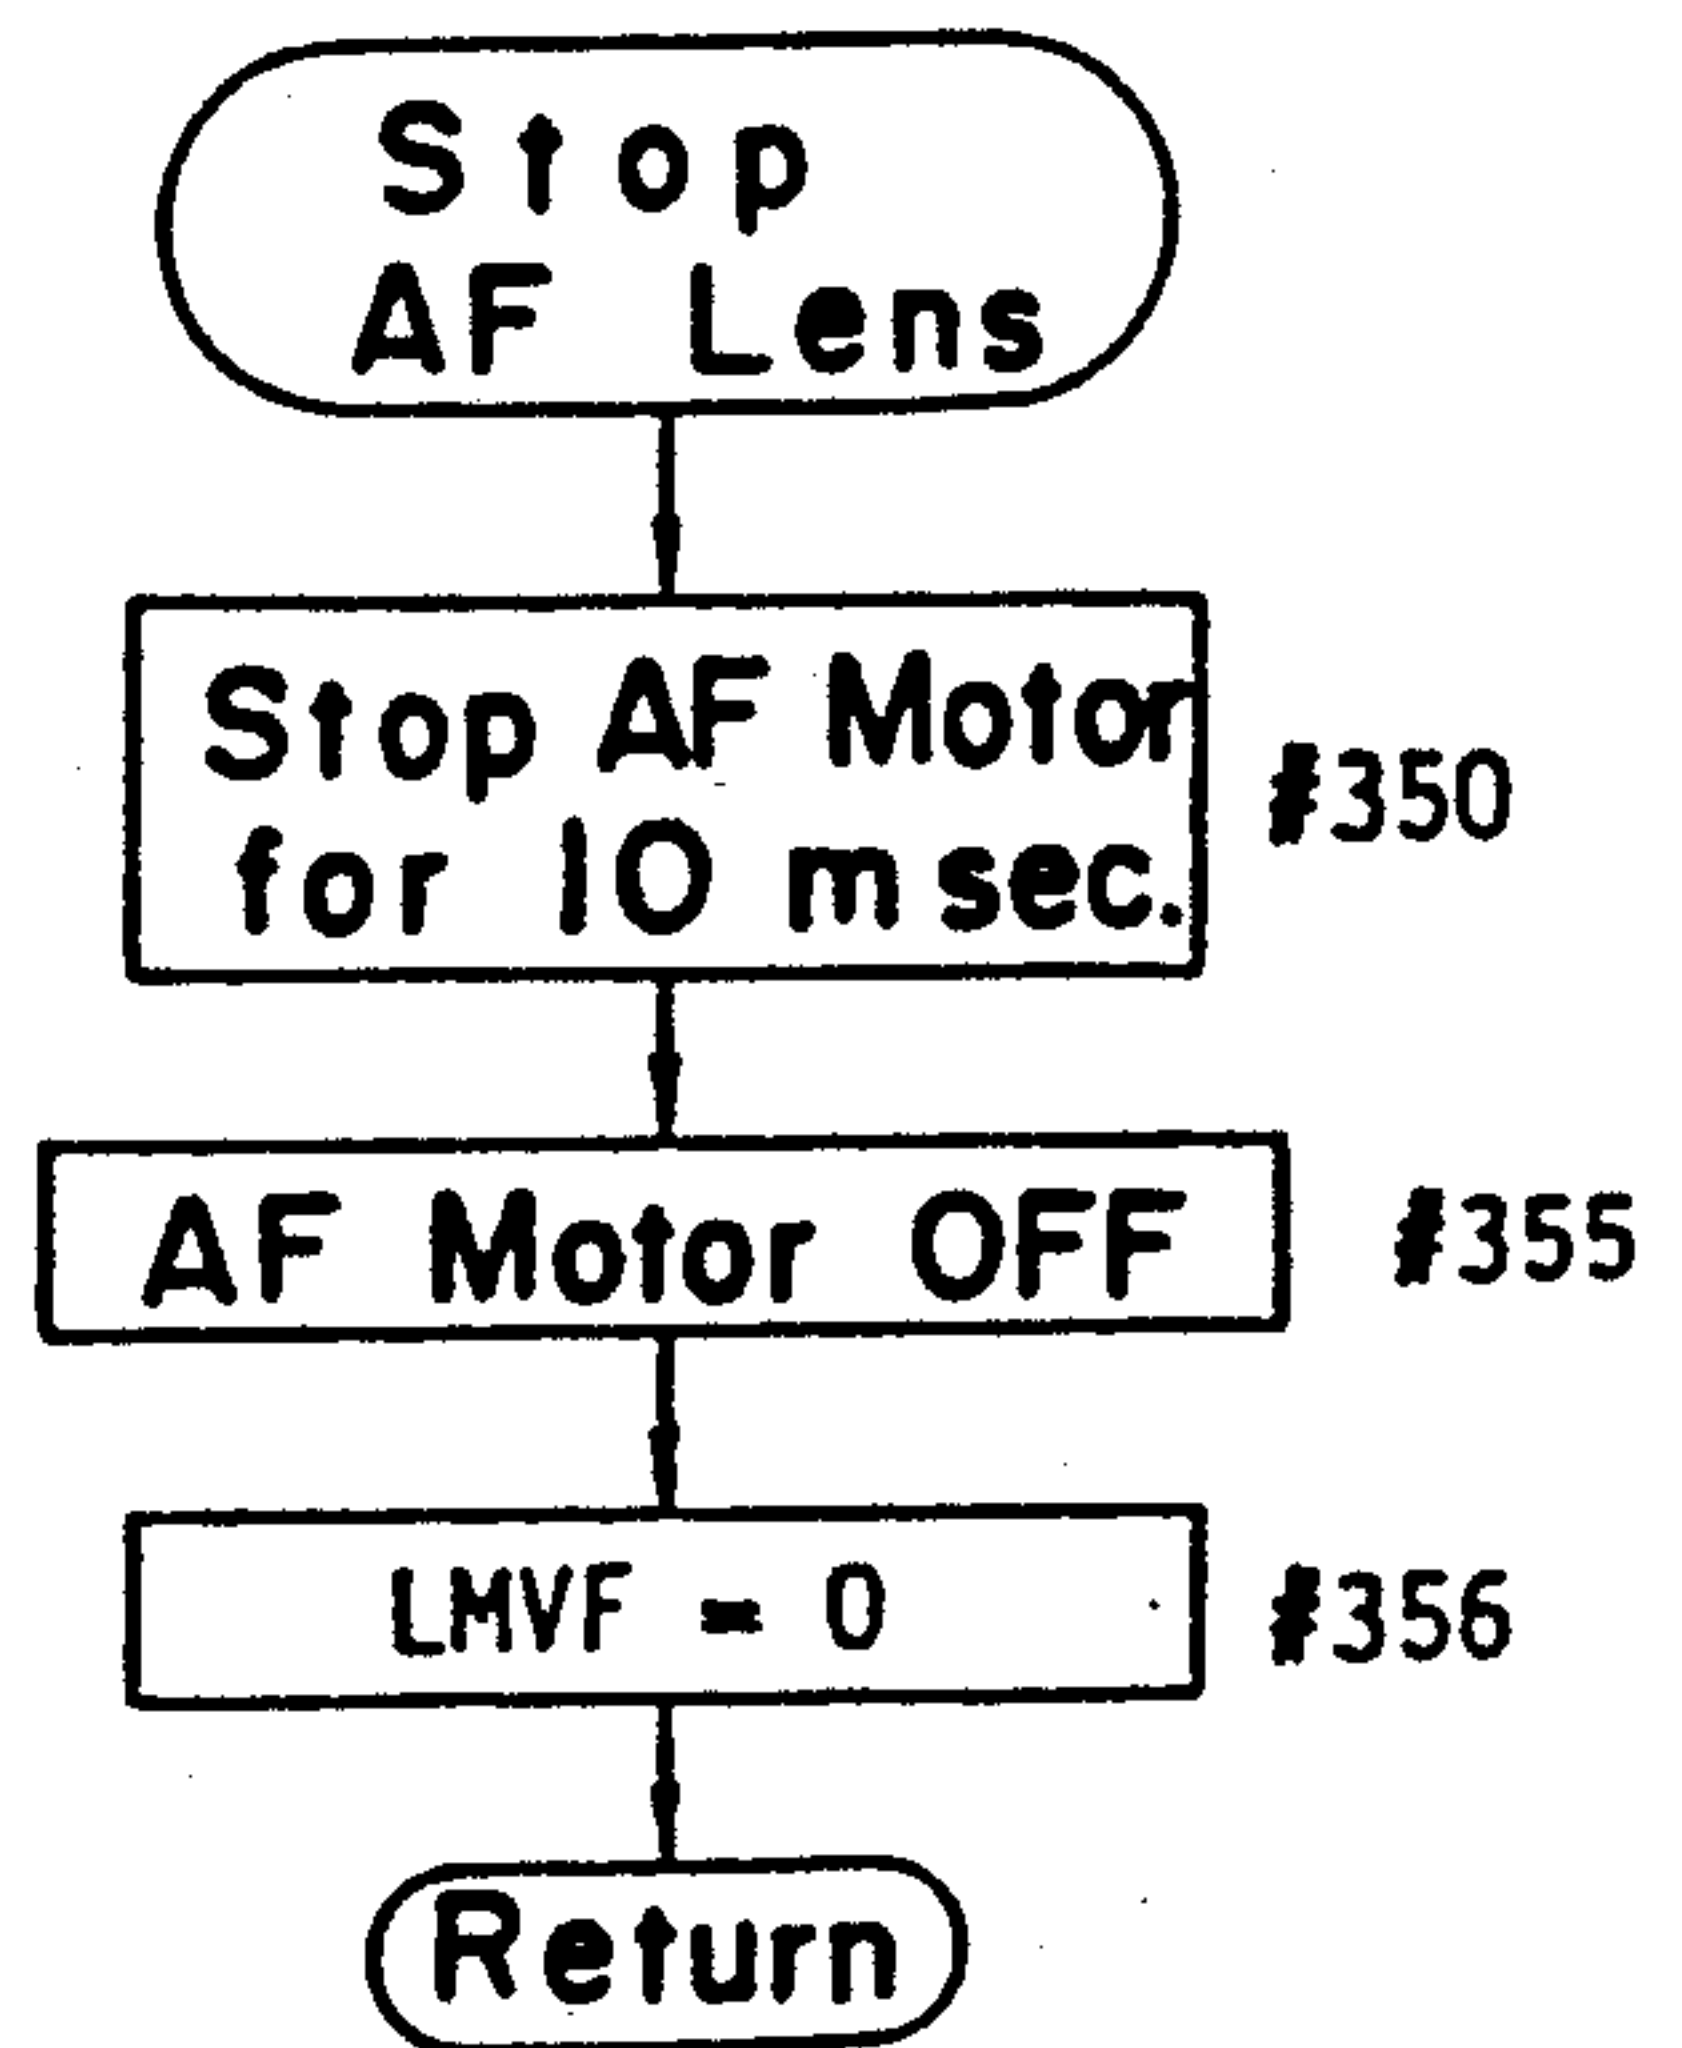 Stop
AF Lens
Stop AF Motor
for 10 msec.
#350
AF Motor OFF
#355
LMVF = 0
#356
Return